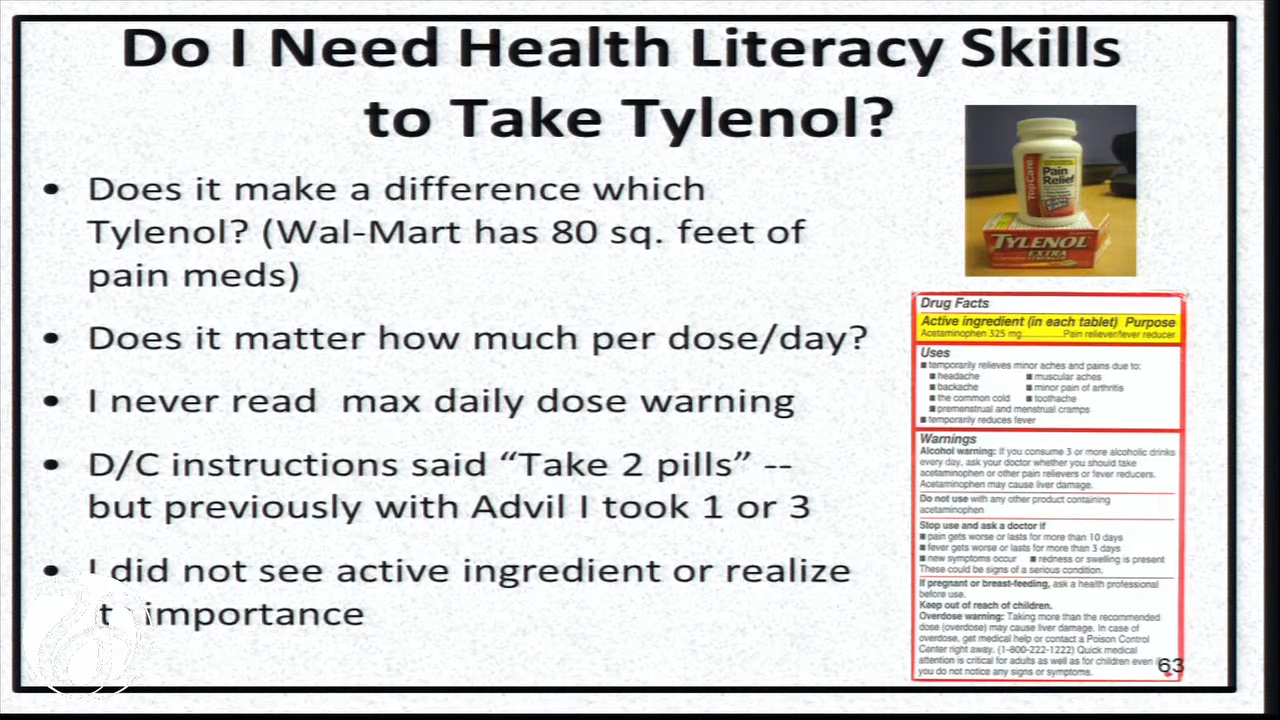 Do I Need Health Literacy Skills
to Take Tylenol?
• Does it make a difference which
Tylenol? (Wal-Mart has 80 sq. feet of
pain meds)
• Does it matter how much per dose/day?
• I never read max daily dose warning
• D/C instructions said “Take 2 pills” --
but previously with Advil I took 1 or 3
• I did not see active ingredient or realize
importance
TopCare
Pain
Relief
TYLENOL
EXTRA
STRENGTH
Drug Facts
Active ingredient (in each tablet) Purpose
Acetaminophen 325 mg Pain reliever/fever reducer
Uses
■ temporarily relieves minor aches and pains due to:
■ headache ■ muscular aches
■ backache ■ minor pain of arthritis
■ the common cold ■ toothache
■ premenstrual and menstrual cramps
■ temporarily reduces fever
Warnings
Alcohol warning: If you consume 3 or more alcoholic drinks
every day, ask your doctor whether you should take
acetaminophen or other pain relievers or fever reducers.
Acetaminophen may cause liver damage.
Do not use with any other product containing
acetaminophen
Stop use and ask a doctor if
■ pain gets worse or lasts for more than 10 days
■ fever gets worse or lasts for more than 3 days
■ new symptoms occur ■ redness or swelling is present
These could be signs of a serious condition.
If pregnant or breast-feeding, ask a health professional
before use.
Keep out of reach of children.
Overdose warning: Taking more than the recommended
dose (overdose) may cause liver damage. In case of
overdose, get medical help or contact a Poison Control
Center right away. (1-800-222-1222) Quick medical
attention is critical for adults as well as for children even
you do not notice any signs or symptoms.
63